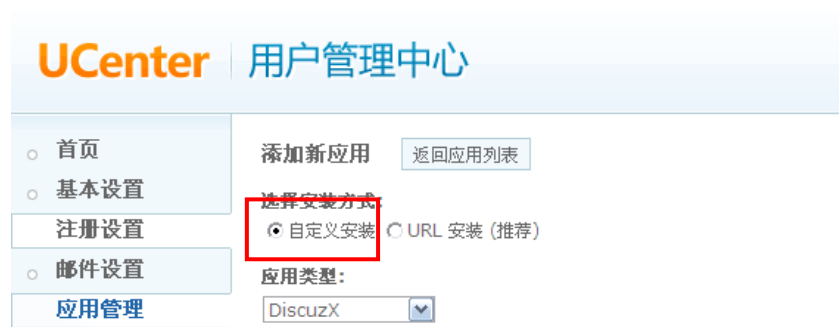 UCenter 用户管理中心
首页
基本设置
注册设置
邮件设置
应用管理
添加新应用 返回应用列表
选择安装方式:
自定义安装 URL 安装 (推荐)
应用类型:
DiscuzX